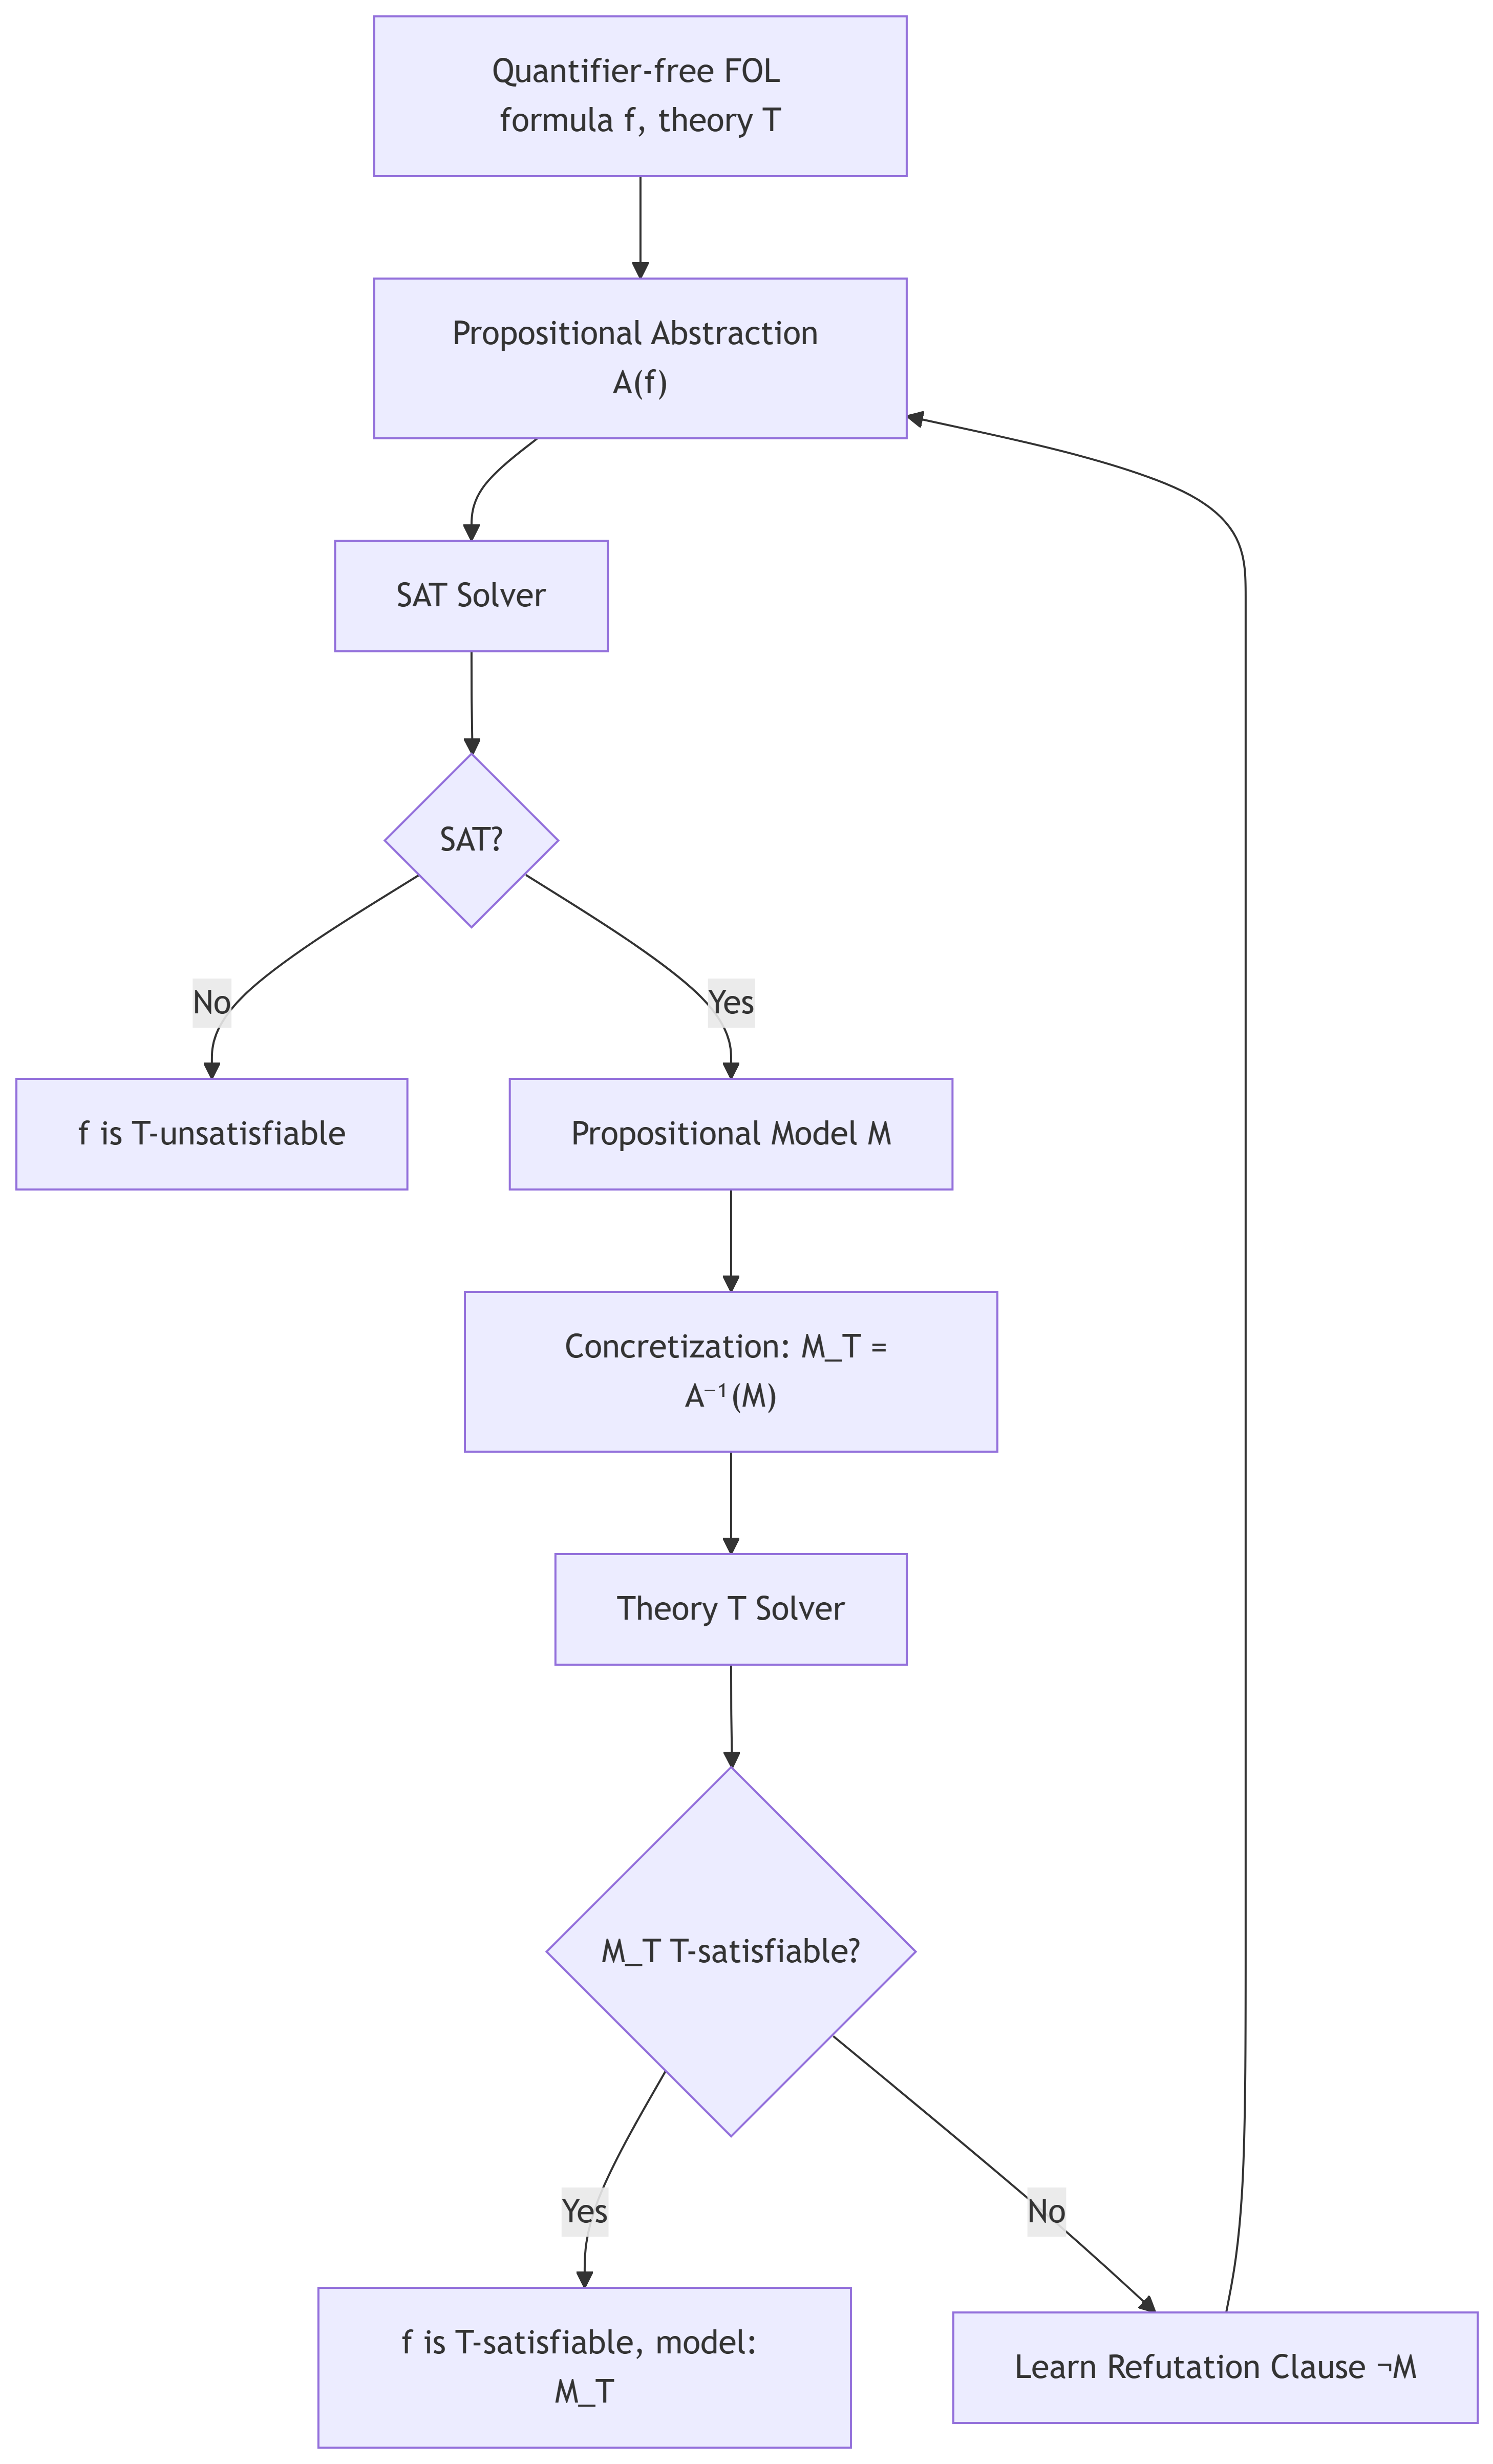 Quantifier-free FOL
formula f, theory T
Propositional Abstraction
A(f)
SAT Solver
SAT?
No
Yes
f is T-unsatisfiable
Propositional Model M
Concretization: M_T =
A⁻¹(M)
Theory T Solver
M_T T-satisfiable?
Yes
No
f is T-satisfiable, model:
M_T
Learn Refutation Clause ¬M